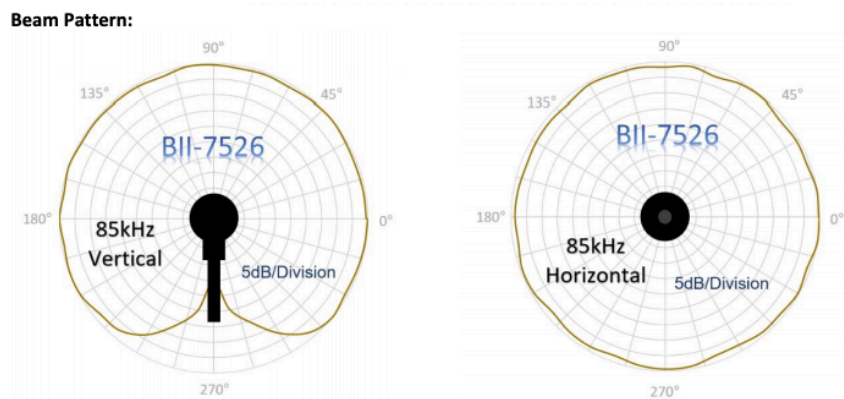 Beam Pattern:
90°
135°
45°
BII-7526
180°
0°
85kHz
Vertical
5dB/Division
270°
90°
135°
45°
BII-7526
180°
0°
85kHz
Horizontal
5dB/Division
270°